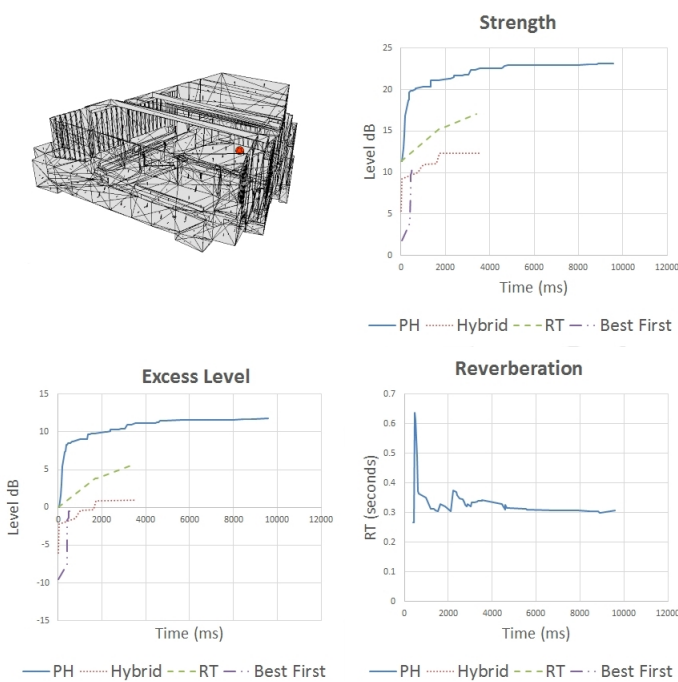 Strength
25
20
15
10
5
0
Level dB
0 2000 4000 6000 8000 10000 12000
Time (ms)
PH Hybrid RT Best First
Excess Level
15
10
5
0
-5
-10
-15
Level dB
0 2000 4000 6000 8000 10000 12000
Time (ms)
PH Hybrid RT Best First
Reverberation
0.7
0.6
0.5
0.4
0.3
0.2
0.1
0
RT (seconds)
0 2000 4000 6000 8000 10000 12000
Time (ms)
PH Hybrid RT Best First